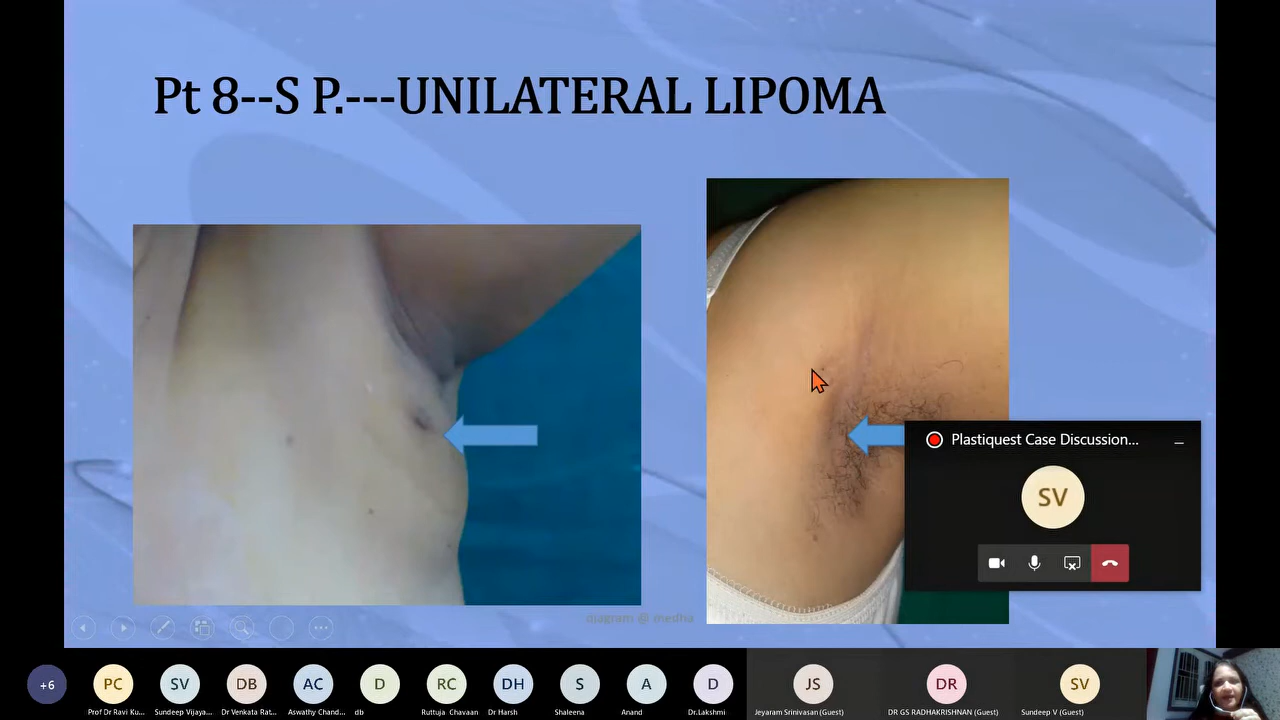 Pt 8--S P.---UNILATERAL LIPOMA
Plastiquest Case Discussion...
SV
diagram @ medha
+6
PC
SV
DB
AC
D
RC
DH
S
A
D
JS
DR
SV
Prof Dr Ravi Ku...
Sundeep Vijaya...
Dr Venkata Rat...
Aswathy Chand...
db
Ruttuja Chavaan
Dr Harsh
Shaleena
Anand
Dr.Lakshmi
Jeyaram Srinivasan (Guest)
DR GS RADHAKRISHNAN (Guest)
Sundeep V (Guest)